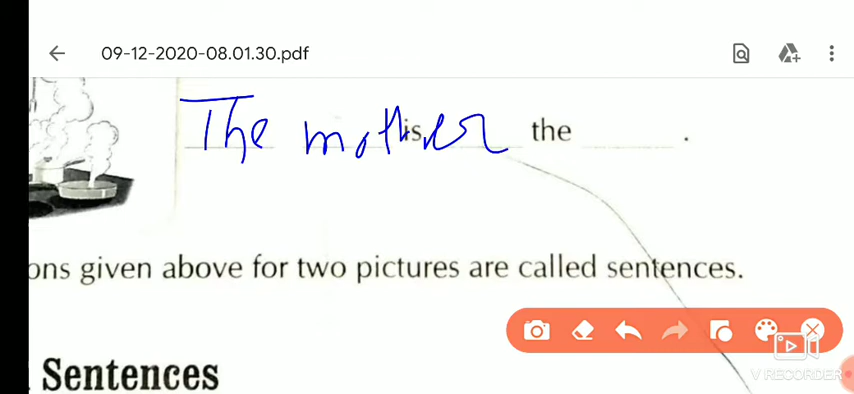 09-12-2020-08.01.30.pdf
The mother is the .
ons given above for two pictures are called sentences.
Sentences
V RECORDER